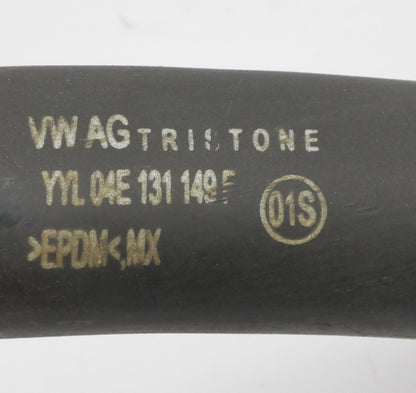 VW AG TRISTONE
YYL 04E 131 149 F
01S
>EPDM<,MX